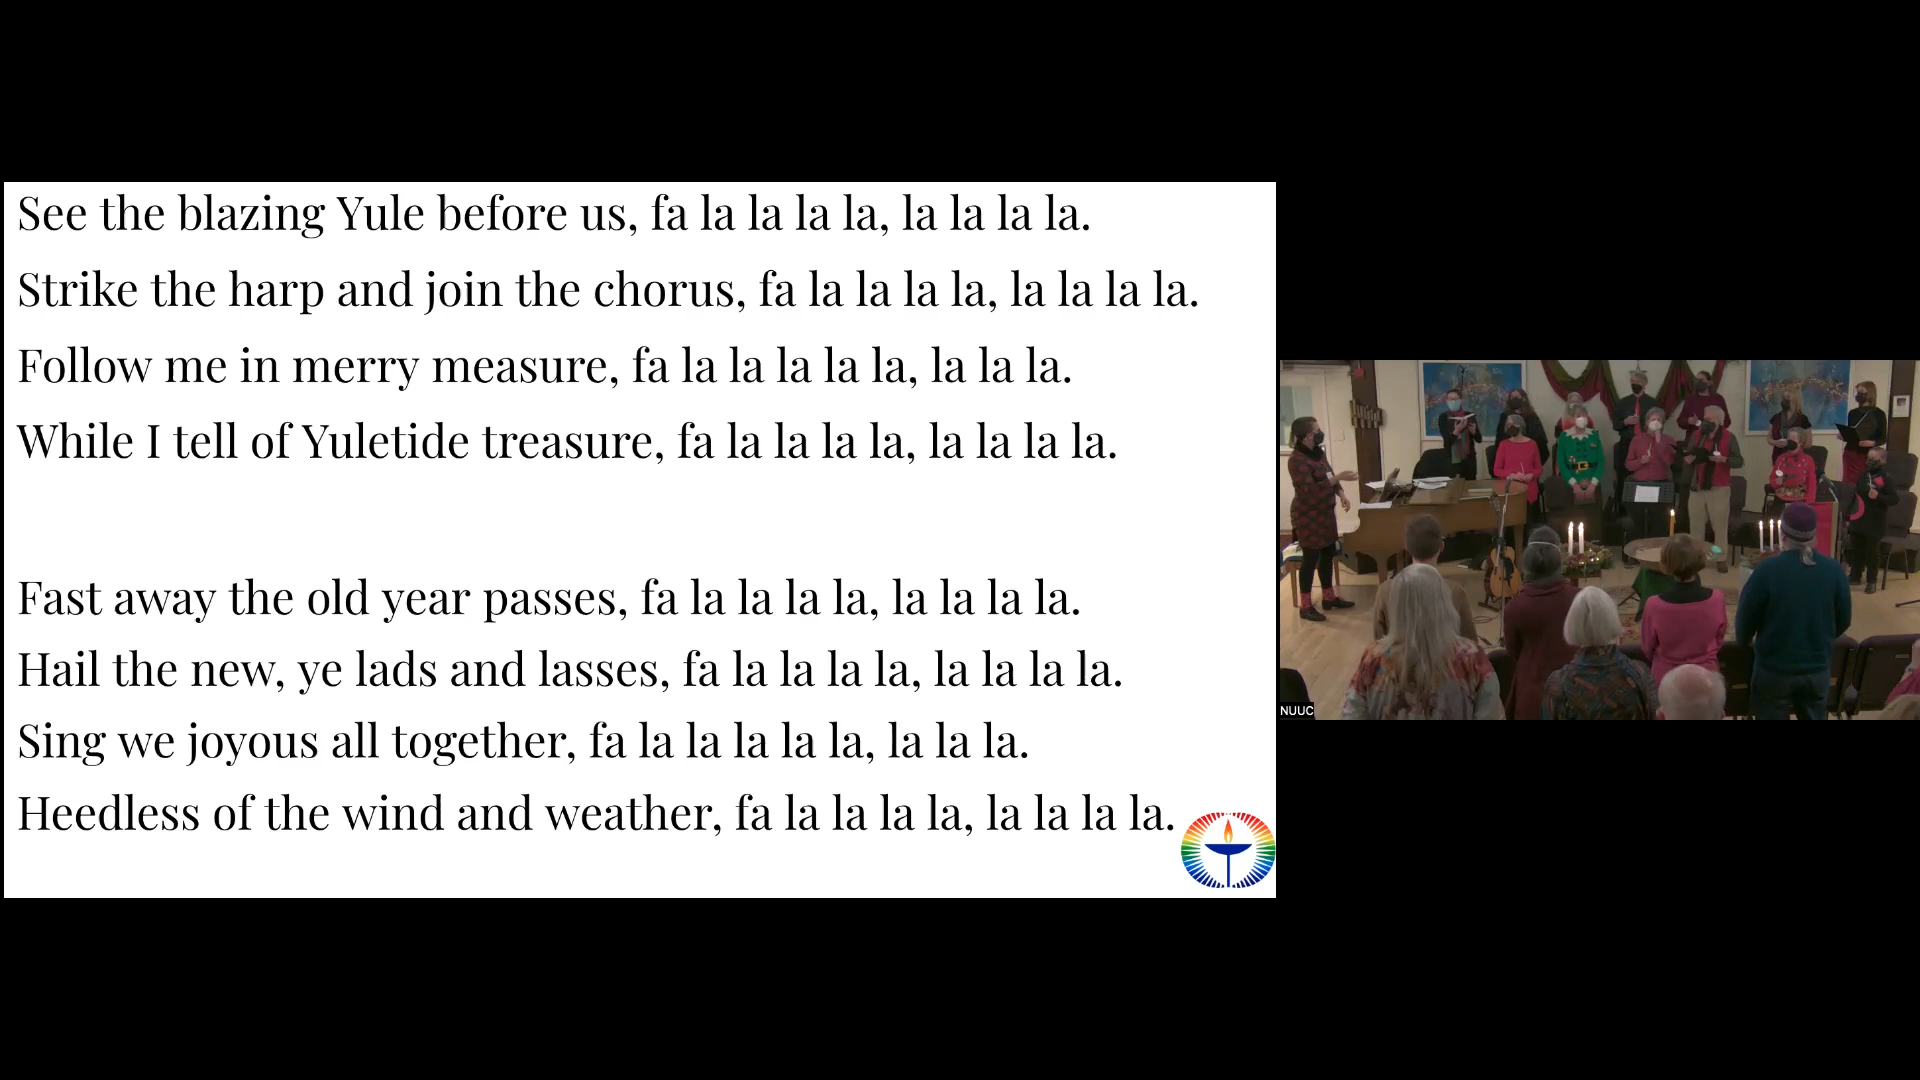 See the blazing Yule before us, fa la la la la, la la la la.
Strike the harp and join the chorus, fa la la la la, la la la la.
Follow me in merry measure, fa la la la la la, la la la.
While I tell of Yuletide treasure, fa la la la la, la la la la.
Fast away the old year passes, fa la la la la, la la la la.
Hail the new, ye lads and lasses, fa la la la la, la la la la.
Sing we joyous all together, fa la la la la la, la la la.
Heedless of the wind and weather, fa la la la la, la la la la.
NUUC